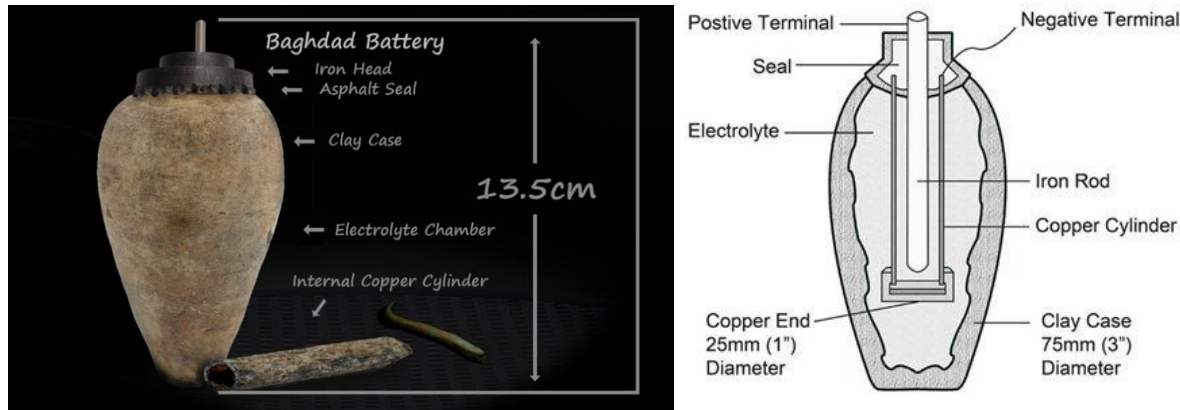 Baghdad Battery
Iron Head
Asphalt Seal
Clay Case
13.5cm
Electrolyte Chamber
Internal Copper Cylinder
Postive Terminal
Negative Terminal
Seal
Electrolyte
Iron Rod
Copper Cylinder
Copper End
25mm (1”)
Diameter
Clay Case
75mm (3”)
Diameter